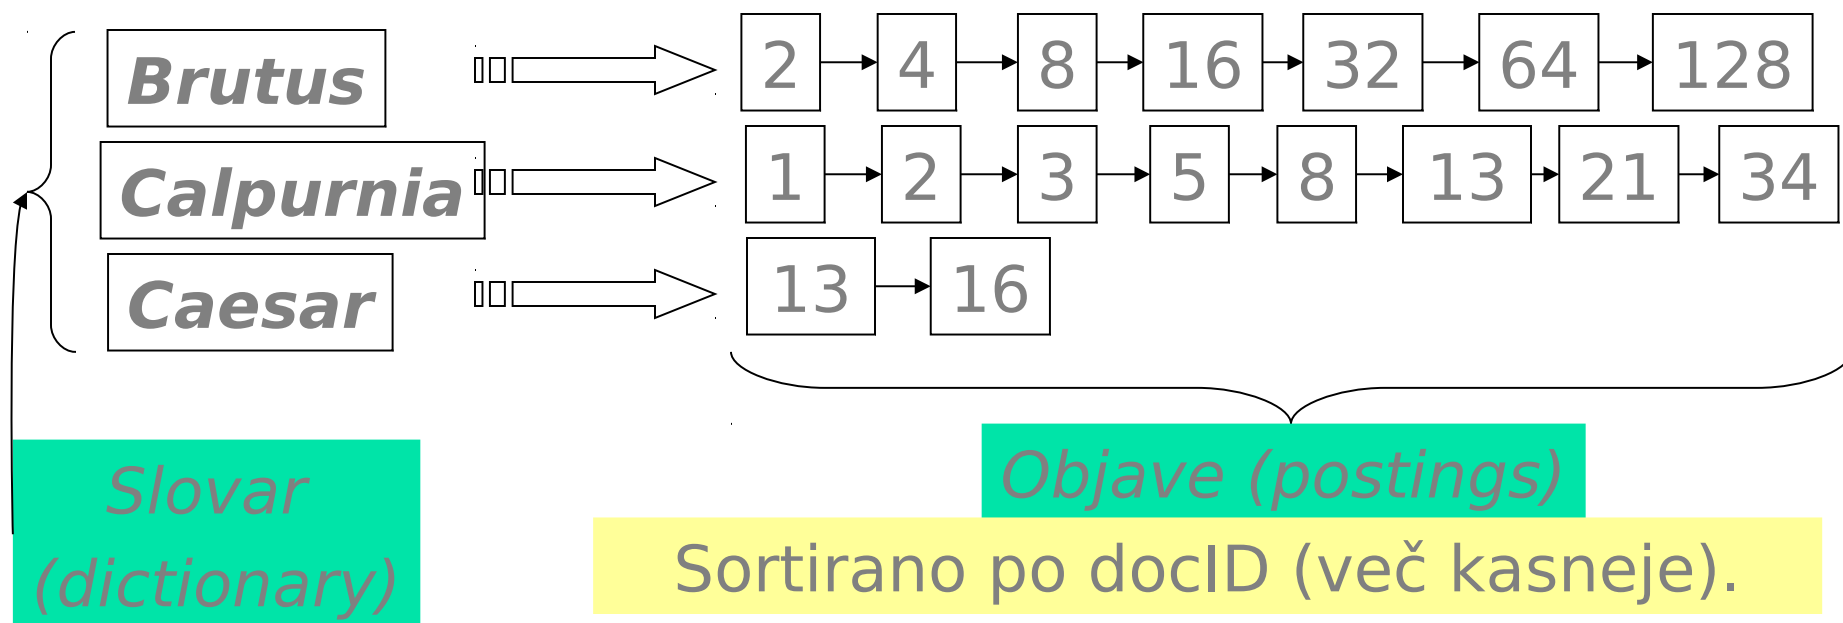 Brutus 2 4 8 16 32 64 128
Calpurnia 1 2 3 5 8 13 21 34
Caesar 13 16
Slovar
(dictionary)
Objave (postings)
Sortirano po docID (več kasneje).